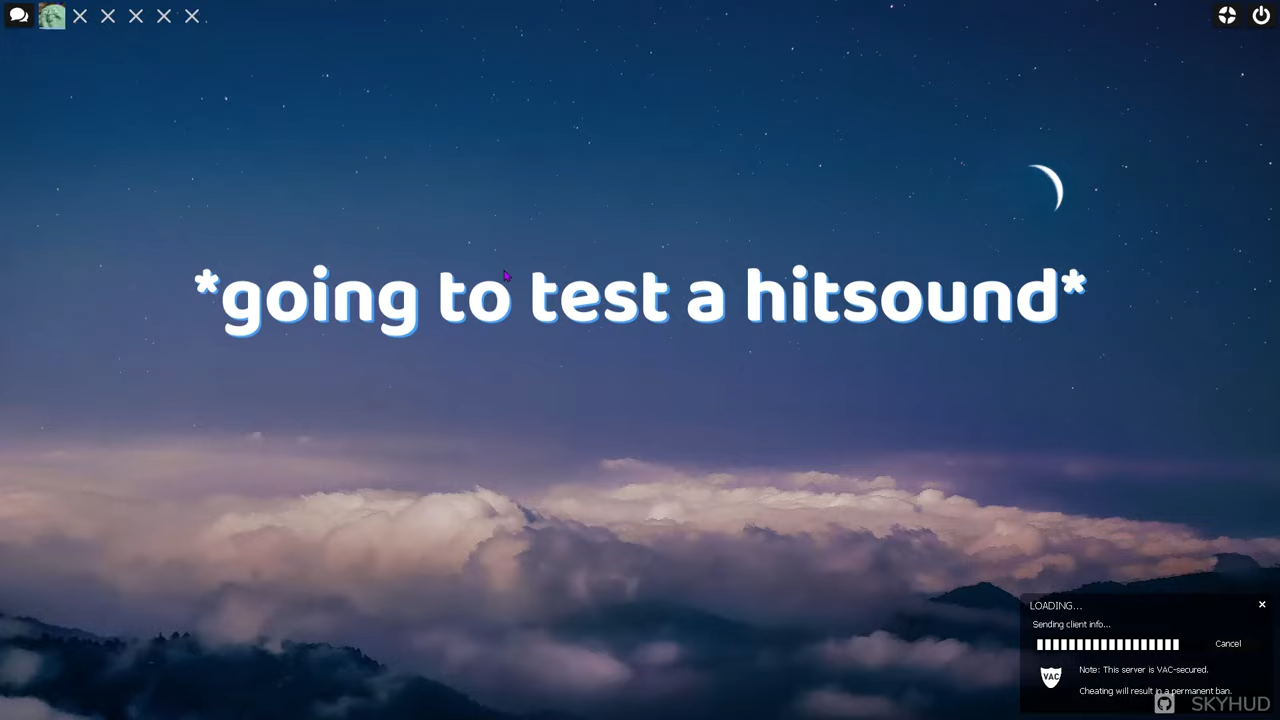 *going to test a hitsound*
LOADING...
Sending client info...
Cancel
VAC
Note: This server is VAC-secured.
Cheating will result in a permanent ban.
SKYHUD